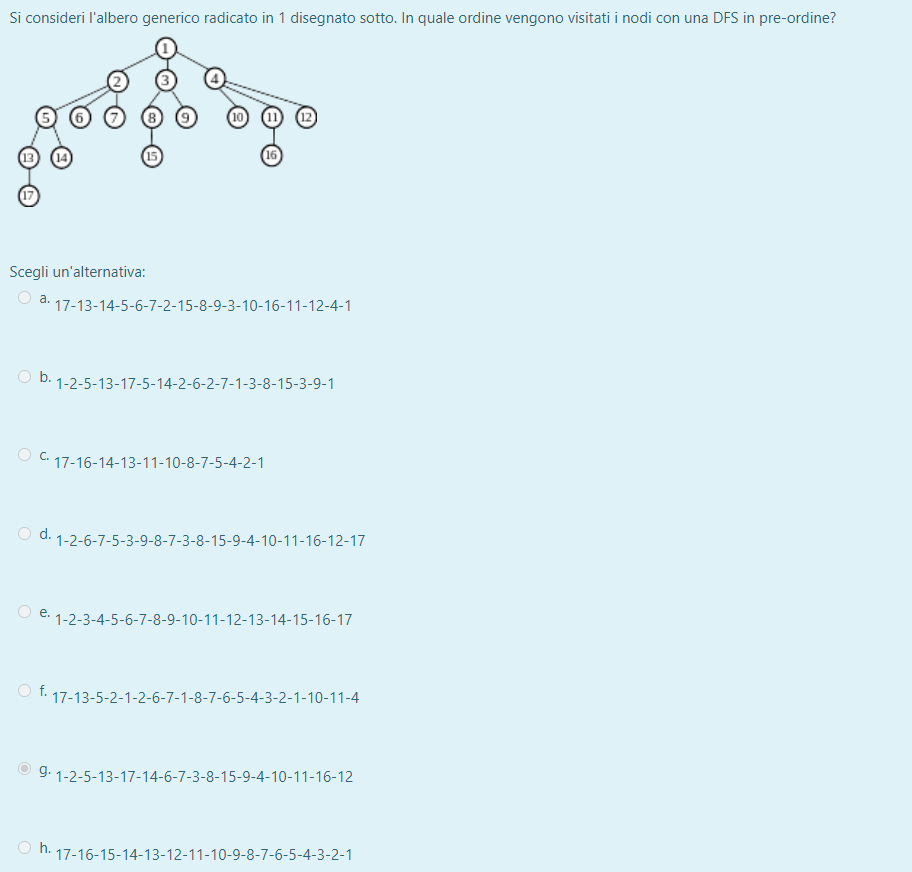 Si consideri l'albero generico radicato in 1 disegnato sotto. In quale ordine vengono visitati i nodi con una DFS in pre-ordine?
1
2 3 4
5 6 7 8 9 10 11 12
13 14 15 16
17
Scegli un'alternativa:
a. 17-13-14-5-6-7-2-15-8-9-3-10-16-11-12-4-1
b. 1-2-5-13-17-5-14-2-6-2-7-1-3-8-15-3-9-1
c. 17-16-14-13-11-10-8-7-5-4-2-1
d. 1-2-6-7-5-3-9-8-7-3-8-15-9-4-10-11-16-12-17
e. 1-2-3-4-5-6-7-8-9-10-11-12-13-14-15-16-17
f. 17-13-5-2-1-2-6-7-1-8-7-6-5-4-3-2-1-10-11-4
g. 1-2-5-13-17-14-6-7-3-8-15-9-4-10-11-16-12
h. 17-16-15-14-13-12-11-10-9-8-7-6-5-4-3-2-1